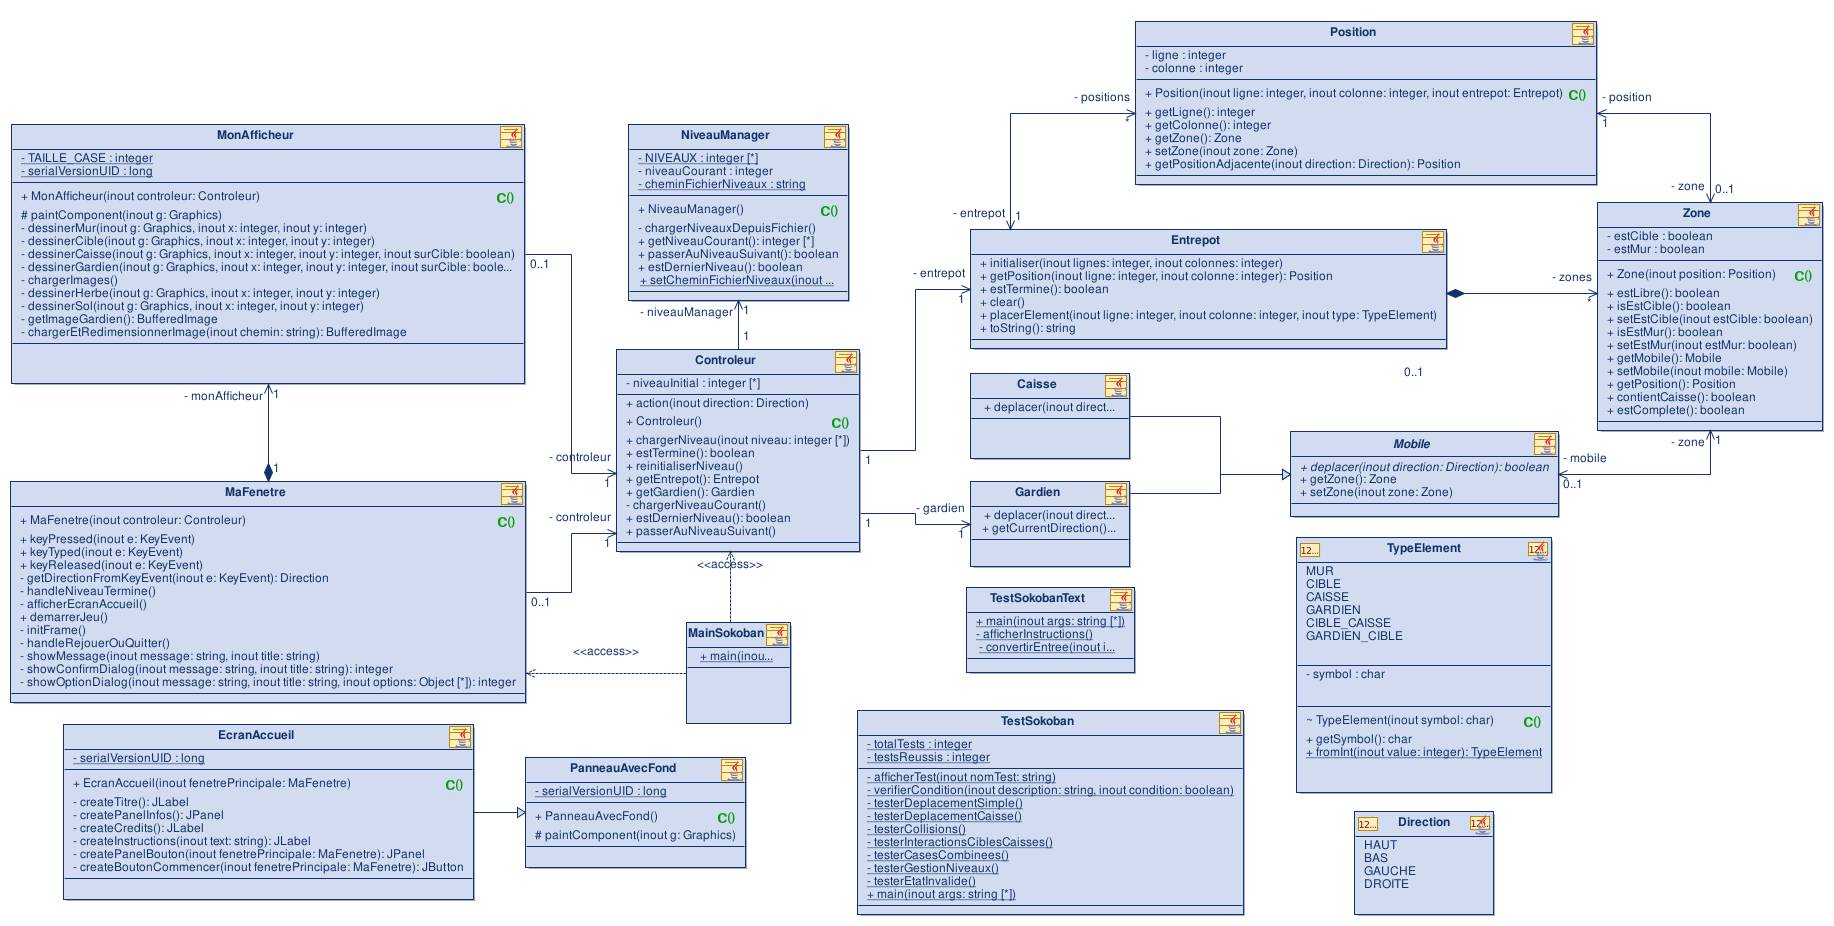 Position
- ligne : integer
- colonne : integer
+ Position(inout ligne: integer, inout colonne: integer, inout entrepot: Entrepot)
C()
+ getLigne(): integer
+ getColonne(): integer
+ getZone(): Zone
+ setZone(inout zone: Zone)
+ getPositionAdjacente(inout direction: Direction): Position
- positions
*
- position
1
MonAfficheur
- TAILLE_CASE : integer
- serialVersionUID : long
+ MonAfficheur(inout controleur: Controleur)
C()
# paintComponent(inout g: Graphics)
- dessinerMur(inout g: Graphics, inout x: integer, inout y: integer)
- dessinerCible(inout g: Graphics, inout x: integer, inout y: integer)
- dessinerCaisse(inout g: Graphics, inout x: integer, inout y: integer, inout surCible: boolean)
- dessinerGardien(inout g: Graphics, inout x: integer, inout y: integer, inout surCible: boole...
- chargerImages()
- dessinerHerbe(inout g: Graphics, inout x: integer, inout y: integer)
- dessinerSol(inout g: Graphics, inout x: integer, inout y: integer)
- getImageGardien(): BufferedImage
- chargerEtRedimensionnerImage(inout chemin: string): BufferedImage
0..1
- monAfficheur
1
NiveauManager
- NIVEAUX : integer [*]
- niveauCourant : integer
- cheminFichierNiveaux : string
+ NiveauManager()
C()
- chargerNiveauxDepuisFichier()
+ getNiveauCourant(): integer [*]
+ passerAuNiveauSuivant(): boolean
+ estDernierNiveau(): boolean
+ setCheminFichierNiveaux(inout ...
- niveauManager
1
1
- entrepot
1
Entrepot
+ initialiser(inout lignes: integer, inout colonnes: integer)
+ getPosition(inout ligne: integer, inout colonne: integer): Position
+ estTermine(): boolean
+ clear()
+ placerElement(inout ligne: integer, inout colonne: integer, inout type: TypeElement)
+ toString(): string
- entrepot
1
0..1
- zones
*
- zone
0..1
Zone
- estCible : boolean
- estMur : boolean
+ Zone(inout position: Position)
C()
+ estLibre(): boolean
+ isEstCible(): boolean
+ setEstCible(inout estCible: boolean)
+ isEstMur(): boolean
+ setEstMur(inout estMur: boolean)
+ getMobile(): Mobile
+ setMobile(inout mobile: Mobile)
+ getPosition(): Position
+ contientCaisse(): boolean
+ estComplete(): boolean
- zone
1
Controleur
- niveauInitial : integer [*]
+ action(inout direction: Direction)
+ Controleur()
C()
+ chargerNiveau(inout niveau: integer [*])
+ estTermine(): boolean
+ reinitialiserNiveau()
+ getEntrepot(): Entrepot
+ getGardien(): Gardien
- chargerNiveauCourant()
+ estDernierNiveau(): boolean
+ passerAuNiveauSuivant()
- controleur
1
- controleur
1
1
1
Caisse
+ deplacer(inout direct...
- gardien
1
Gardien
+ deplacer(inout direct...
+ getCurrentDirection()...
Mobile
+ deplacer(inout direction: Direction): boolean
+ getZone(): Zone
+ setZone(inout zone: Zone)
- mobile
0..1
1
MaFenetre
+ MaFenetre(inout controleur: Controleur)
C()
+ keyPressed(inout e: KeyEvent)
+ keyTyped(inout e: KeyEvent)
+ keyReleased(inout e: KeyEvent)
- getDirectionFromKeyEvent(inout e: KeyEvent): Direction
- handleNiveauTermine()
- afficherEcranAccueil()
+ demarrerJeu()
- initFrame()
- handleRejouerOuQuitter()
- showMessage(inout message: string, inout title: string)
- showConfirmDialog(inout message: string, inout title: string): integer
- showOptionDialog(inout message: string, inout title: string, inout options: Object [*]): integer
0..1
<<access>>
<<access>>
MainSokoban
+ main(inou...
TestSokobanText
+ main(inout args: string [*])
- afficherInstructions()
- convertirEntree(inout i...
12...
TypeElement
12...
MUR
CIBLE
CAISSE
GARDIEN
CIBLE_CAISSE
GARDIEN_CIBLE
- symbol : char
~ TypeElement(inout symbol: char)
C()
+ getSymbol(): char
+ fromInt(inout value: integer): TypeElement
EcranAccueil
- serialVersionUID : long
+ EcranAccueil(inout fenetrePrincipale: MaFenetre)
C()
- createTitre(): JLabel
- createPanelInfos(): JPanel
- createCredits(): JLabel
- createInstructions(inout text: string): JLabel
- createPanelBouton(inout fenetrePrincipale: MaFenetre): JPanel
- createBoutonCommencer(inout fenetrePrincipale: MaFenetre): JButton
PanneauAvecFond
- serialVersionUID : long
+ PanneauAvecFond()
C()
# paintComponent(inout g: Graphics)
TestSokoban
- totalTests : integer
- testsReussis : integer
- afficherTest(inout nomTest: string)
- verifierCondition(inout description: string, inout condition: boolean)
- testerDeplacementSimple()
- testerDeplacementCaisse()
- testerCollisions()
- testerInteractionsCiblesCaisses()
- testerCasesCombinees()
- testerGestionNiveaux()
- testerEtatInvalide()
+ main(inout args: string [*])
12...
Direction
12...
HAUT
BAS
GAUCHE
DROITE